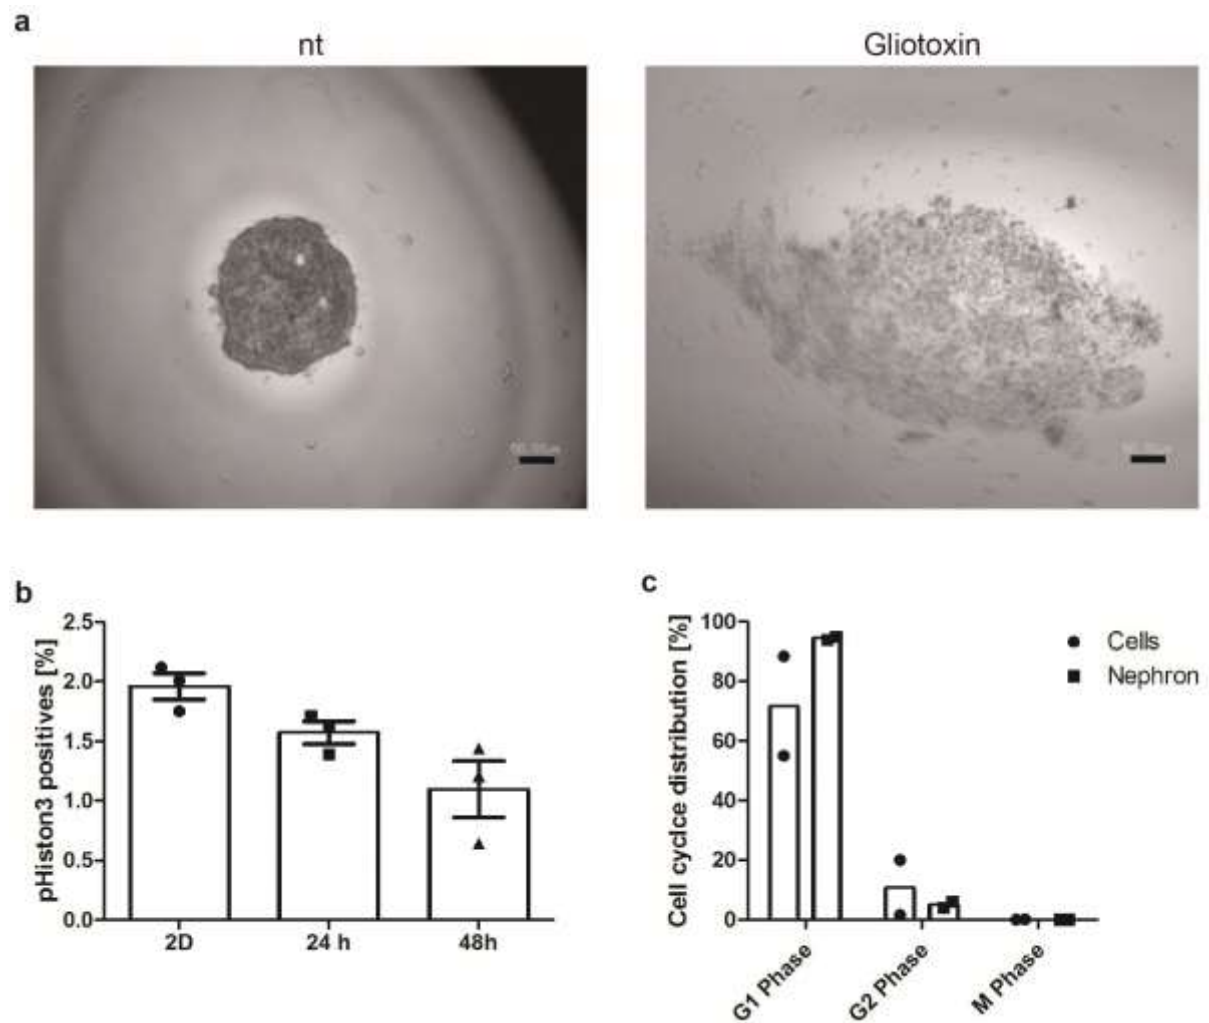 a
nt
Gliotoxin
b
pHiston3 positives [%]
2.5
2.0
1.5
1.0
0.5
0.0
2D
24 h
48h
c
Cell cyclce distribution [%]
100
80
60
40
20
0
G1 Phase
G2 Phase
M Phase
Cells
Nephron